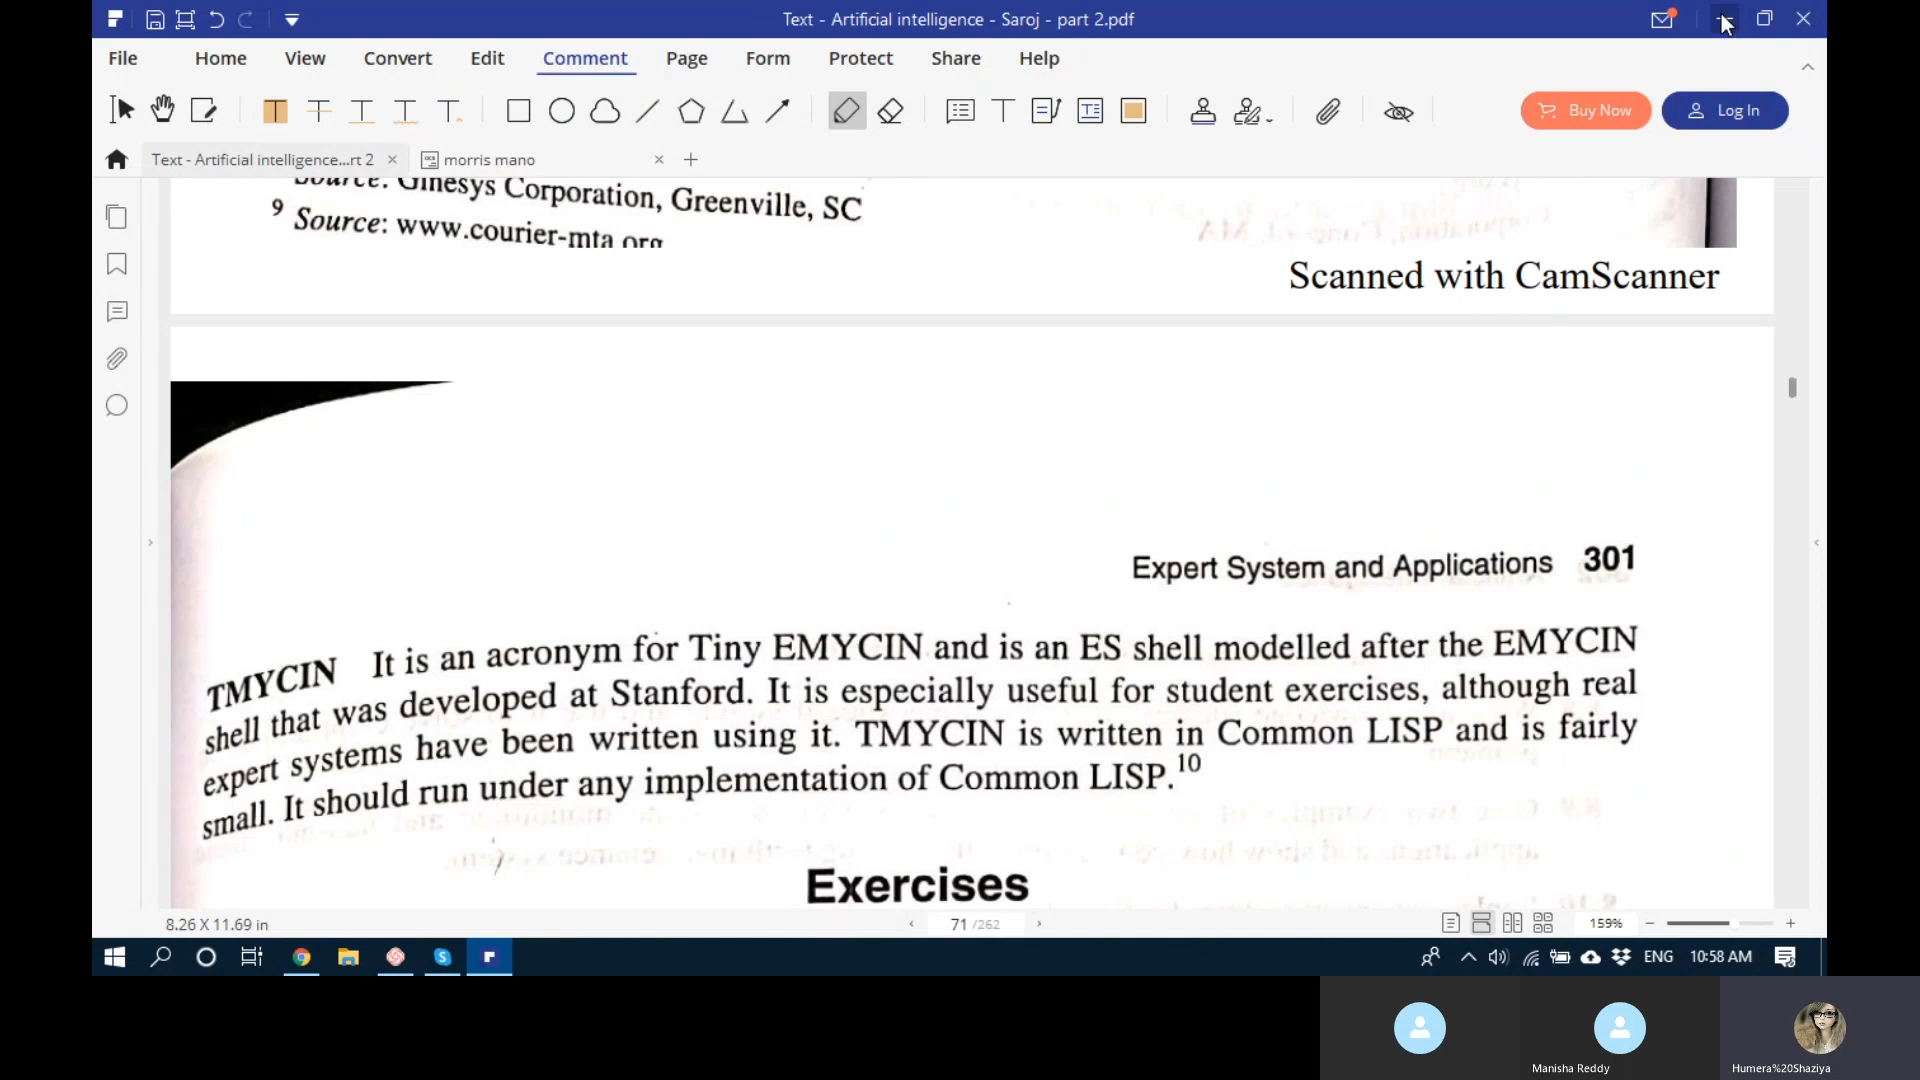 Text - Artificial intelligence - Saroj - part 2.pdf
File Home View Convert Edit Comment Page Form Protect Share Help
Buy Now Log In
Text - Artificial intelligence...rt 2 morris mano
Source: Ginesys Corporation, Greenville, SC
9 Source: www.courier-mta.org
Scanned with CamScanner
Expert System and Applications 301
TMYCIN It is an acronym for Tiny EMYCIN and is an ES shell modelled after the EMYCIN
shell that was developed at Stanford. It is especially useful for student exercises, although real
expert systems have been written using it. TMYCIN is written in Common LISP and is fairly
small. It should run under any implementation of Common LISP.10
Exercises
8.26 X 11.69 in 71 /262 159%
ENG 10:58 AM
Manisha Reddy Humera%20Shaziya